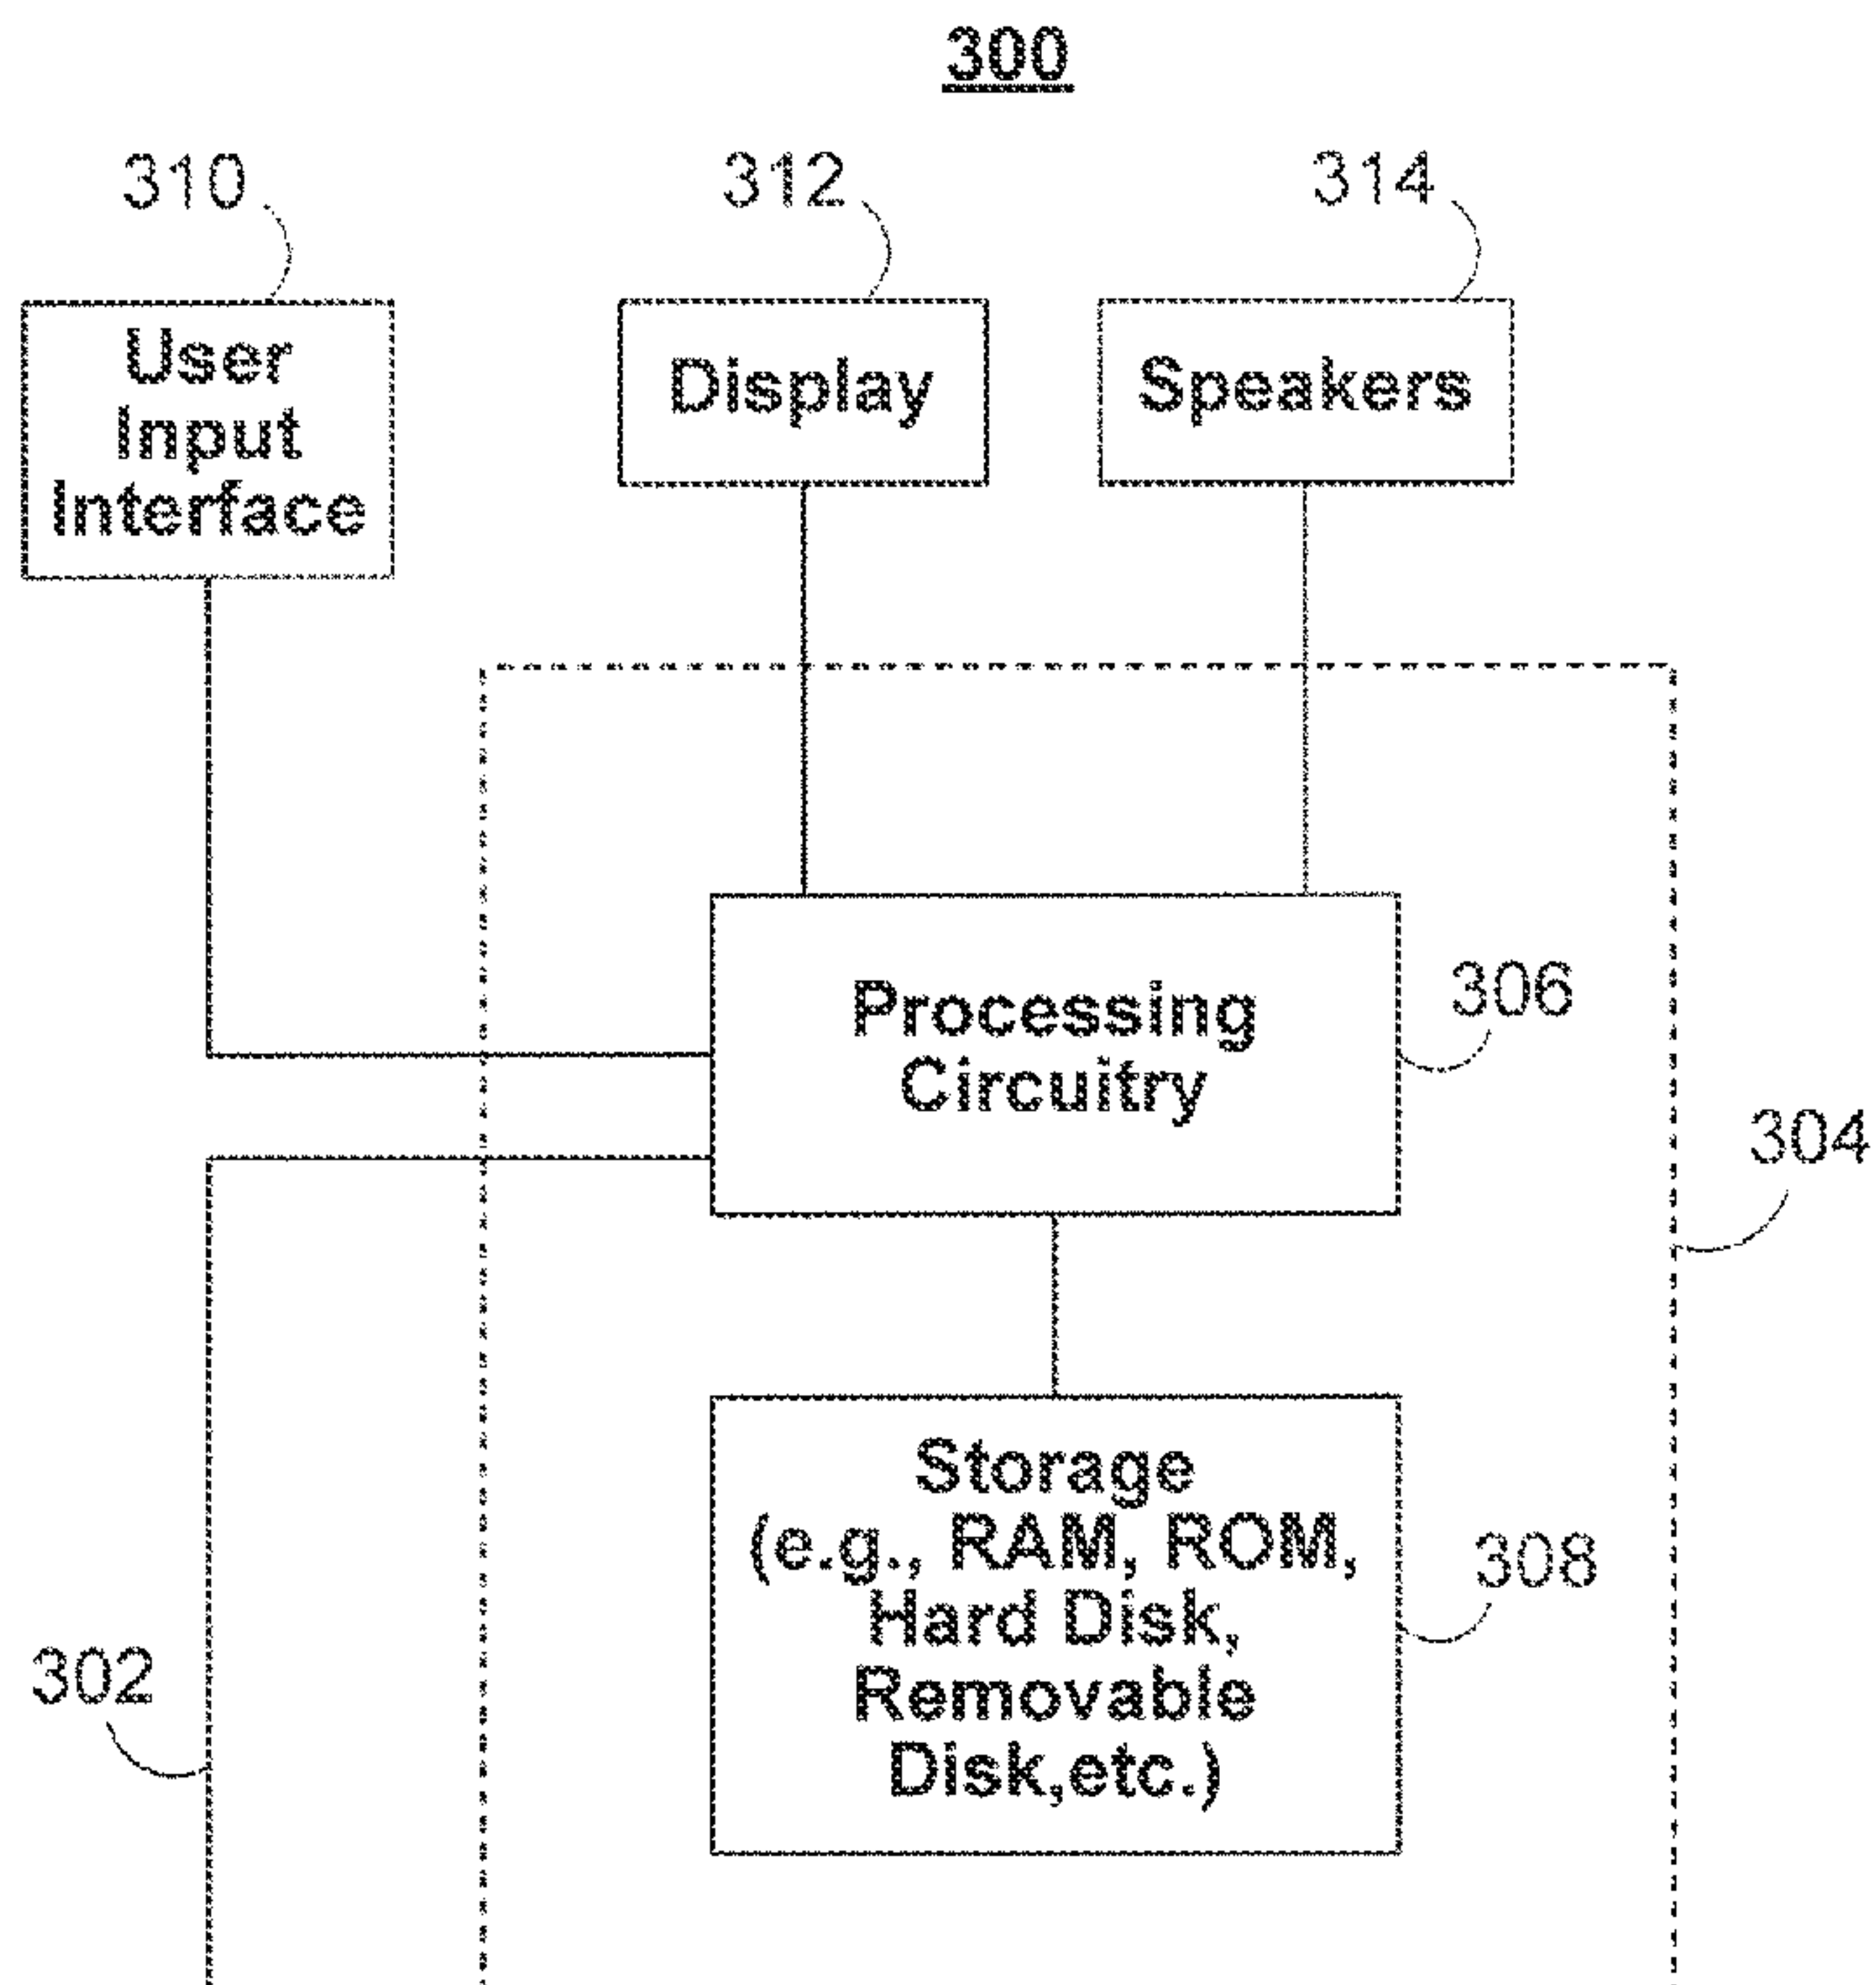 300
310
312
314
User
Input
Interface
Display
Speakers
Processing
Circuitry
306
304
Storage
(e.g., RAM, ROM,
Hard Disk,
Removable
Disk,etc.)
308
302